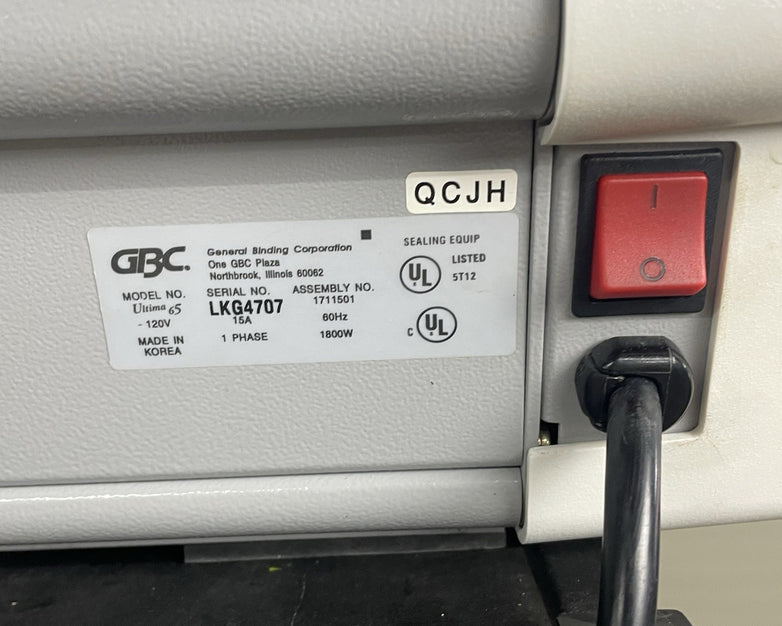 QCJH
GBC.
General Binding Corporation
One GBC Plaza
Northbrook, Illinois 60062
SEALING EQUIP
UL
LISTED
5T12
MODEL NO. SERIAL NO. ASSEMBLY NO.
Ultima 65 LKG4707 1711501
~ 120V 15A 60Hz
MADE IN KOREA 1 PHASE 1800W
C UL
I
O